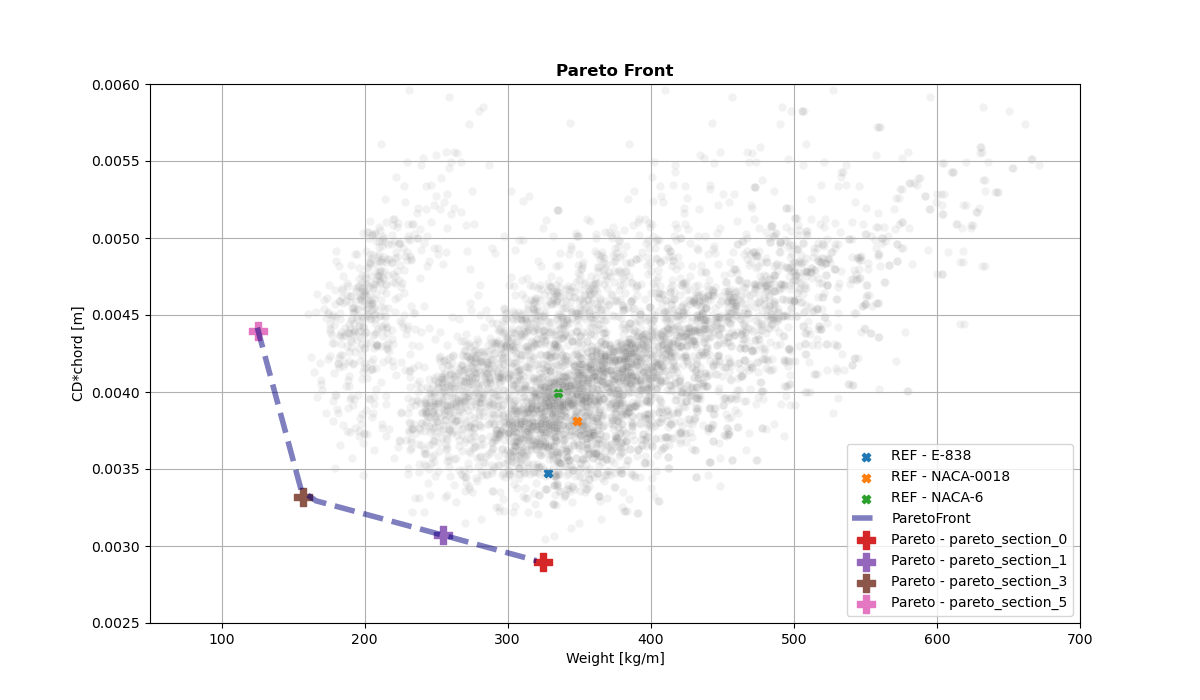 Pareto Front
0.0060
0.0055
0.0050
0.0045
0.0040
0.0035
0.0030
0.0025
CD*chord [m]
100 200 300 400 500 600 700
Weight [kg/m]
REF - E-838
REF - NACA-0018
REF - NACA-6
ParetoFront
Pareto - pareto_section_0
Pareto - pareto_section_1
Pareto - pareto_section_3
Pareto - pareto_section_5